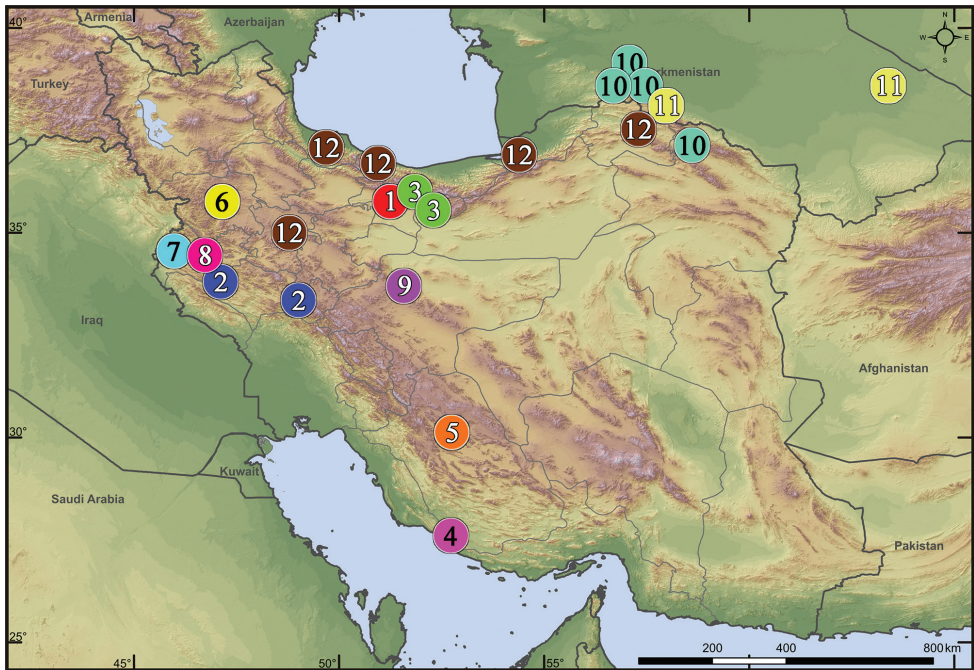 40°
Armenia
Azerbaijan
N
W
E
S
Turkey
10
rkmenistan
10
10
11
11
12
12
12
12
10
3
1
3
6
35°
12
7
8
2
2
9
Iraq
Afghanistan
30°
5
Kuwait
Saudi Arabia
4
Pakistan
25°
45°
50°
55°
200
400
800 km